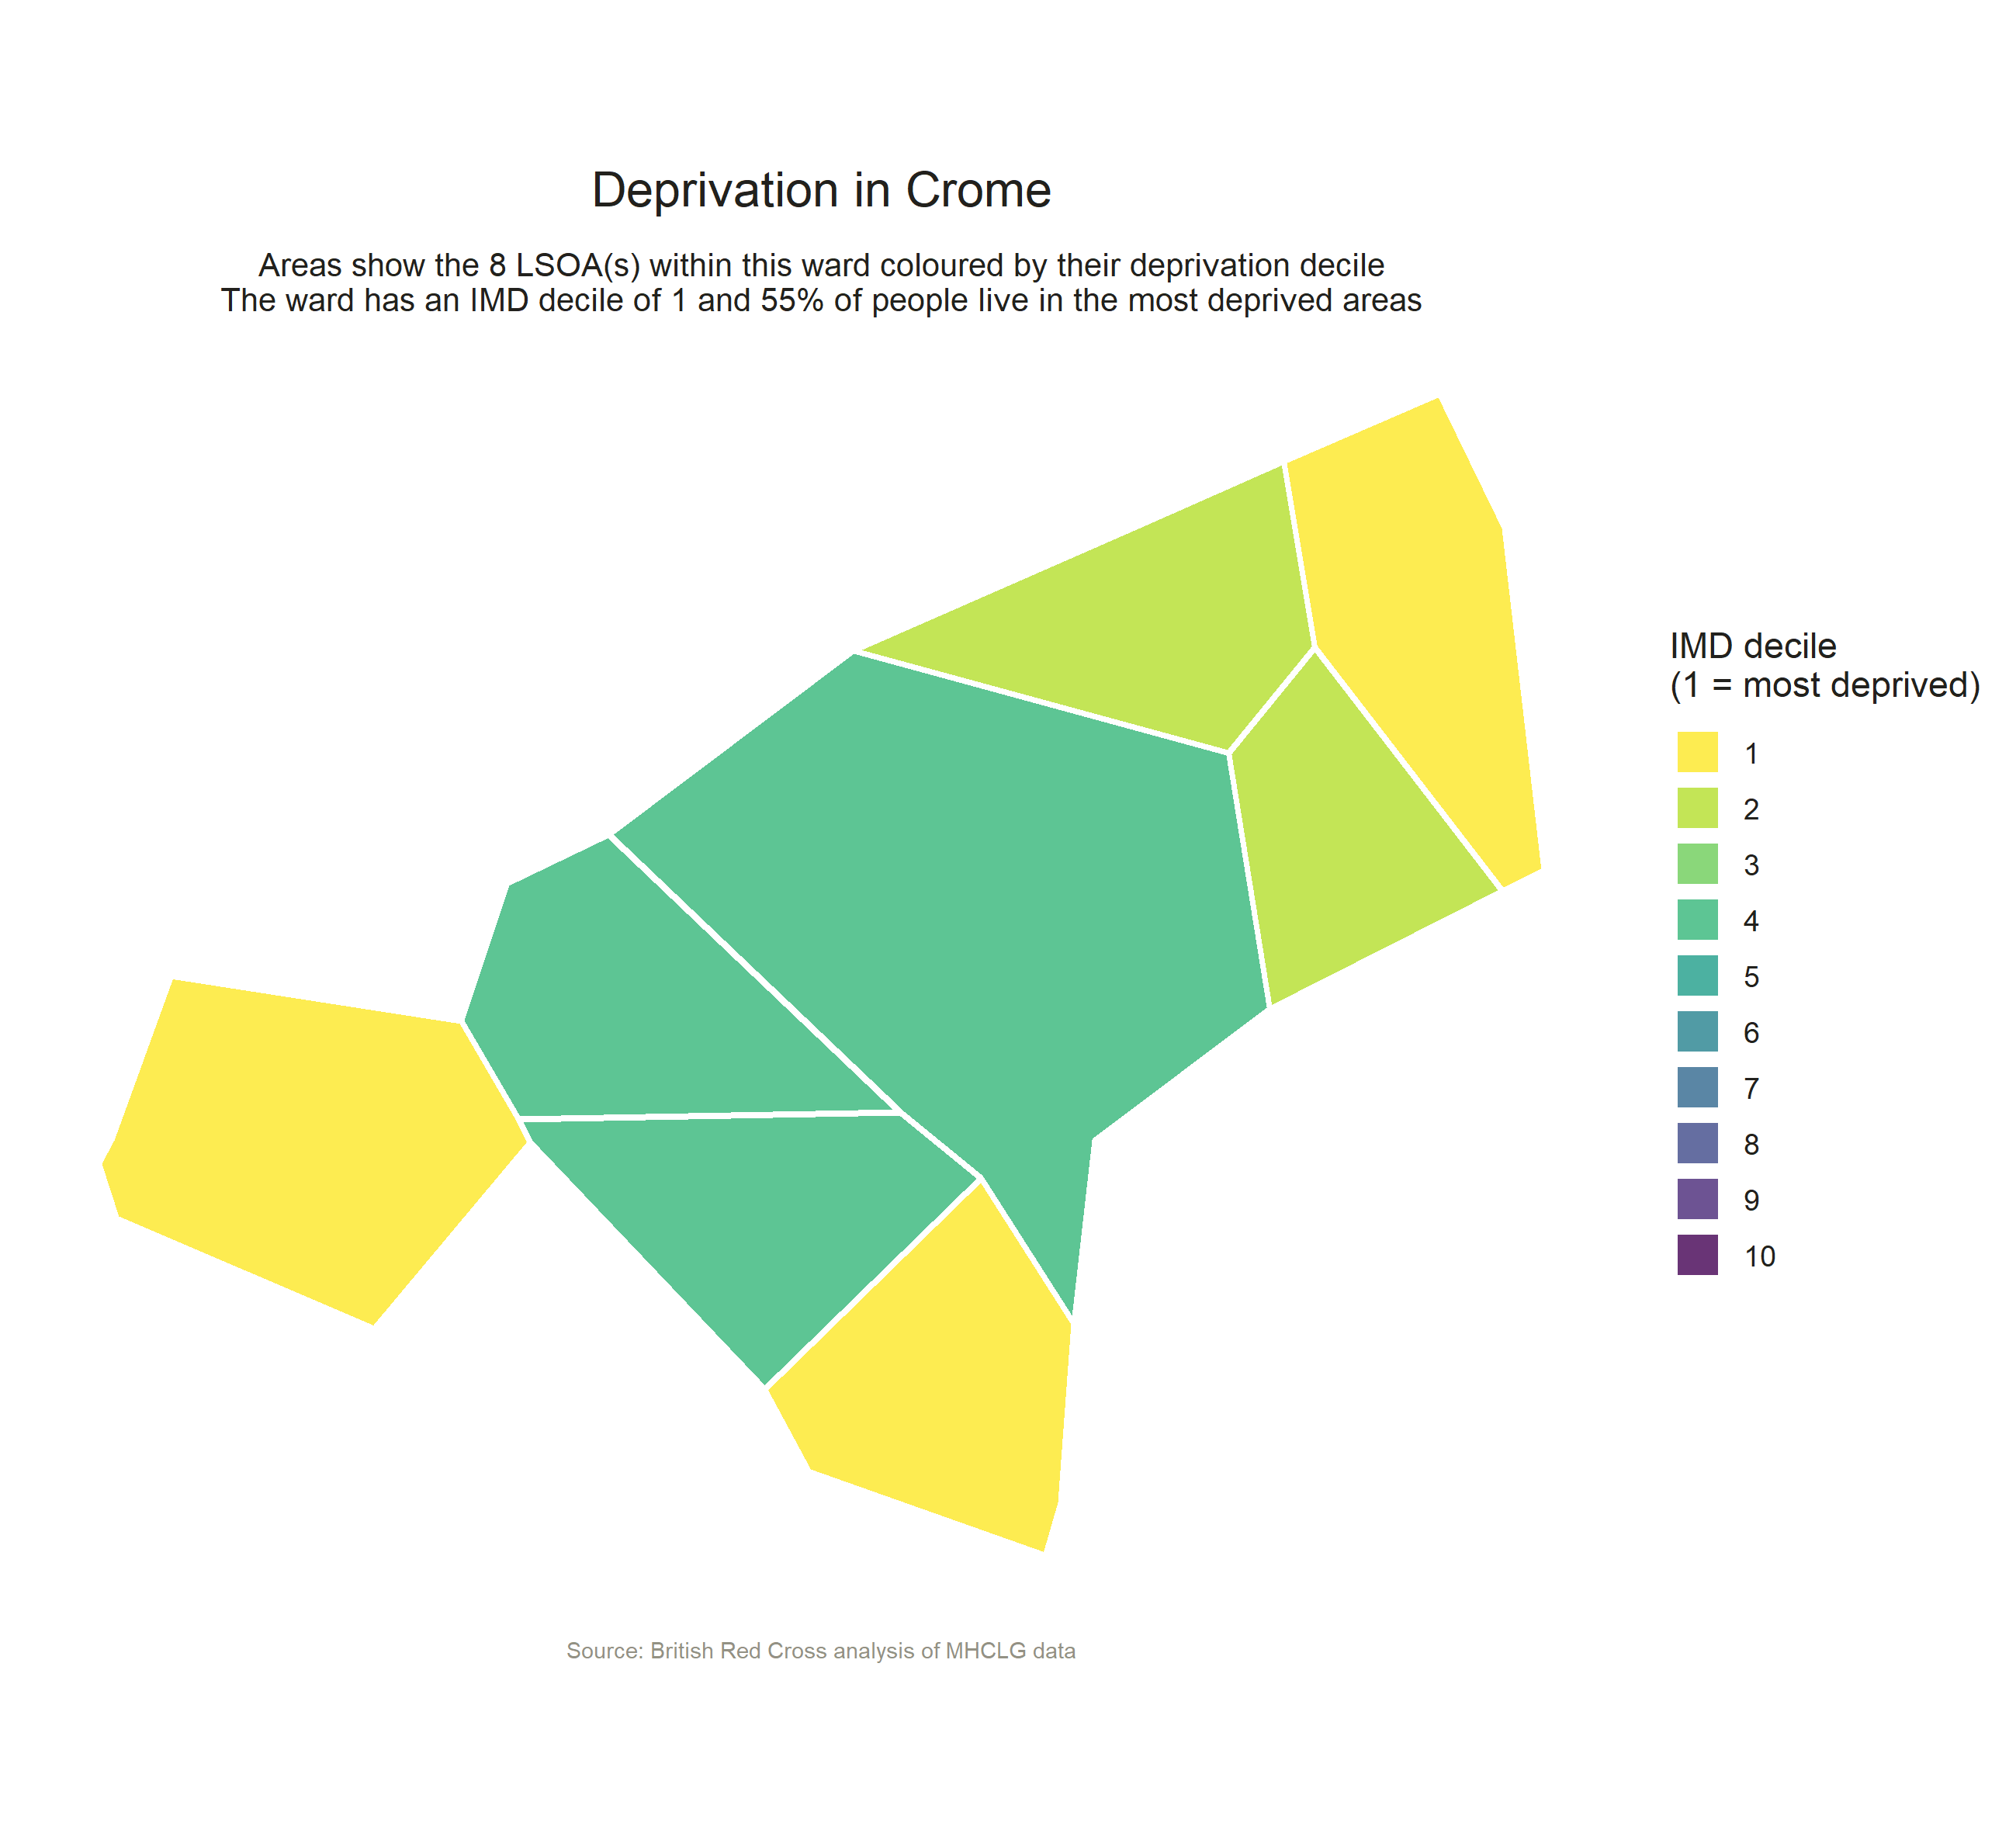 Deprivation in Crome
Areas show the 8 LSOA(s) within this ward coloured by their deprivation decile
The ward has an IMD decile of 1 and 55% of people live in the most deprived areas
IMD decile
(1 = most deprived)
1
2
3
4
5
6
7
8
9
10
Source: British Red Cross analysis of MHCLG data